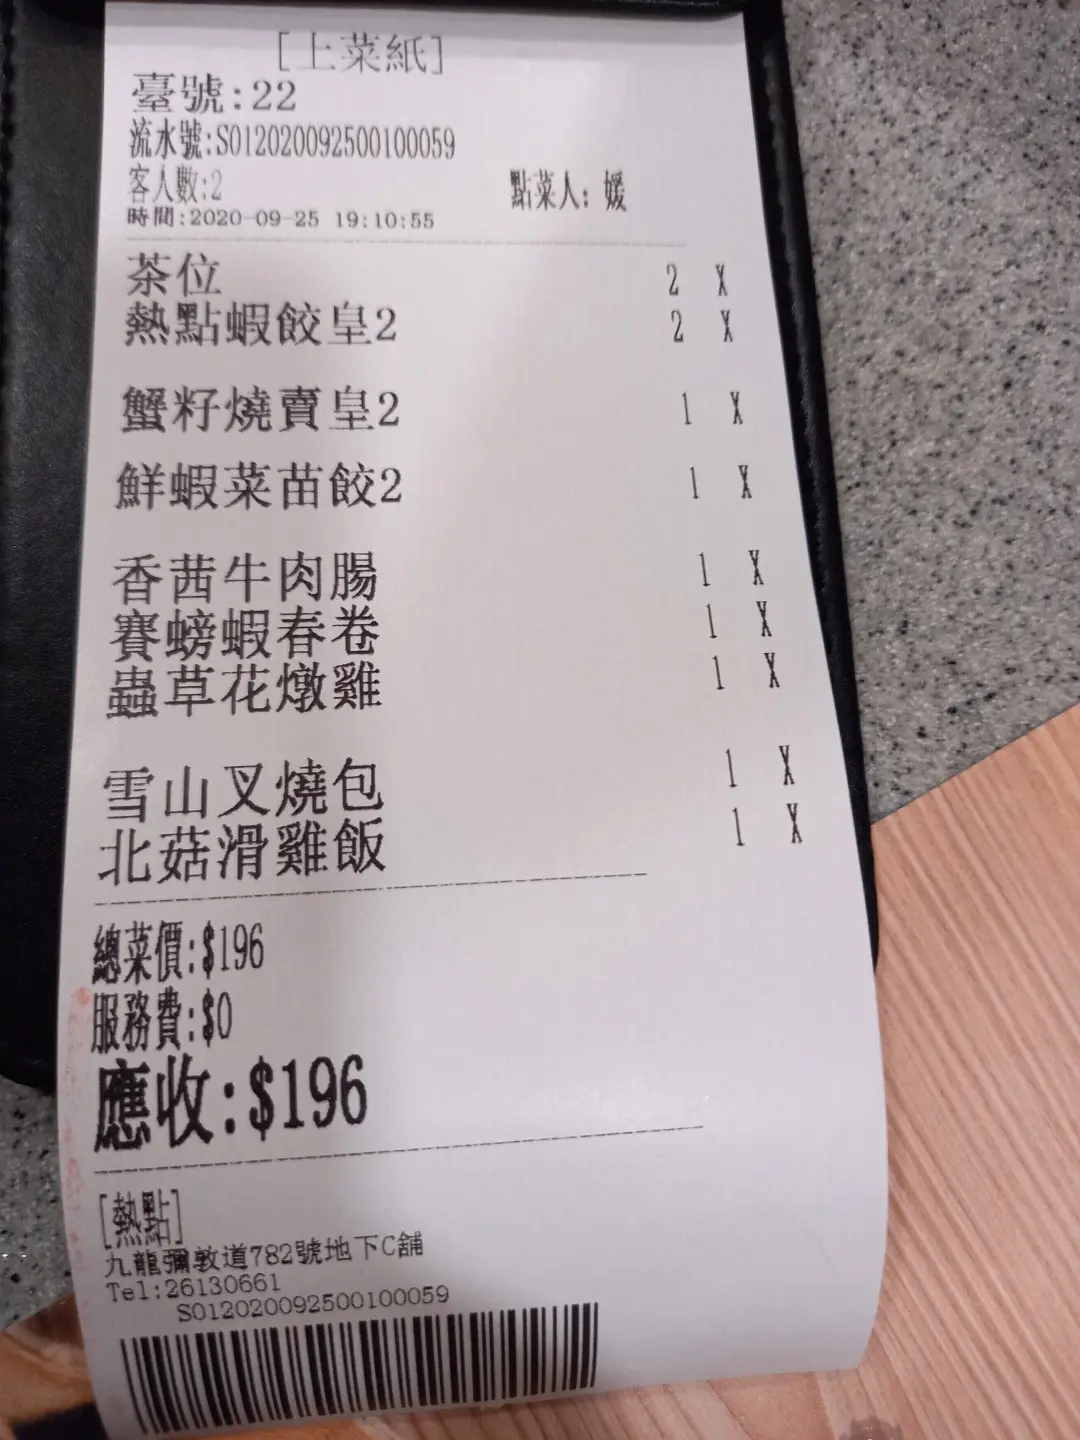 [上菜紙]
臺號:22
流水號:S0120200925001000​59
客人數:2 點菜人: 媛
時間:2020-09-25 19:10:55
茶位 2 X
熱點蝦餃皇2 2 X
蟹籽燒賣皇2 1 X
鮮蝦菜苗餃2 1 X
香茜牛肉腸 1 X
賽螃蝦春卷 1 X
蟲草花燉雞 1 X
雪山叉燒包 1 X
北菇滑雞飯 1 X
總菜價:$196
服務費:$0
應收:$196
[熱點]
九龍彌敦道782號地下C舖
Tel:26130661
S012020092500100059